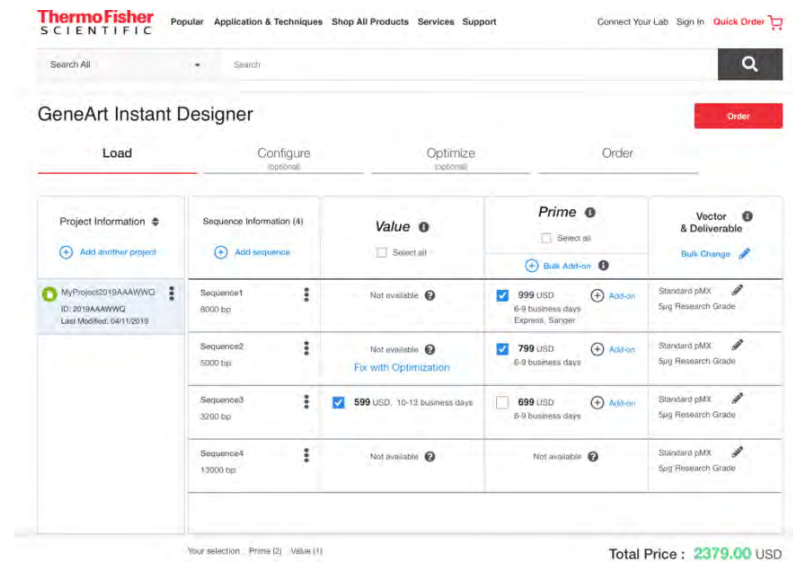 ThermoFisher
SCIENTIFIC
Popular Application & Techniques Shop All Products Services Support
Connect Your Lab Sign In Quick Order
Search All
Search
GeneArt Instant Designer
Order
Load
Configure
(optional)
Optimize
(optional)
Order
Project Information
Add another project
Sequence Information (4)
Add sequence
Value
Select all
Prime
Select all
Bulk Add-on
Vector
& Deliverable
Bulk Change
MyProject2019AAAWWQ
ID: 2019AAAWWQ
Last Modified: 04/11/2019
Sequence1
8000 bp
Not available
999 USD
6-9 business days
Express, Sanger
Add-on
Standard pMX
5µg Research Grade
Sequence2
5000 bp
Not available
Fix with Optimization
799 USD
6-9 business days
Add-on
Standard pMX
5µg Research Grade
Sequence3
3200 bp
599 USD, 10-13 business days
699 USD
6-9 business days
Add-on
Standard pMX
5µg Research Grade
Sequence4
13000 bp
Not available
Not available
Standard pMX
5µg Research Grade
Your selection : Prime (2) Value (1)
Total Price : 2379.00 USD